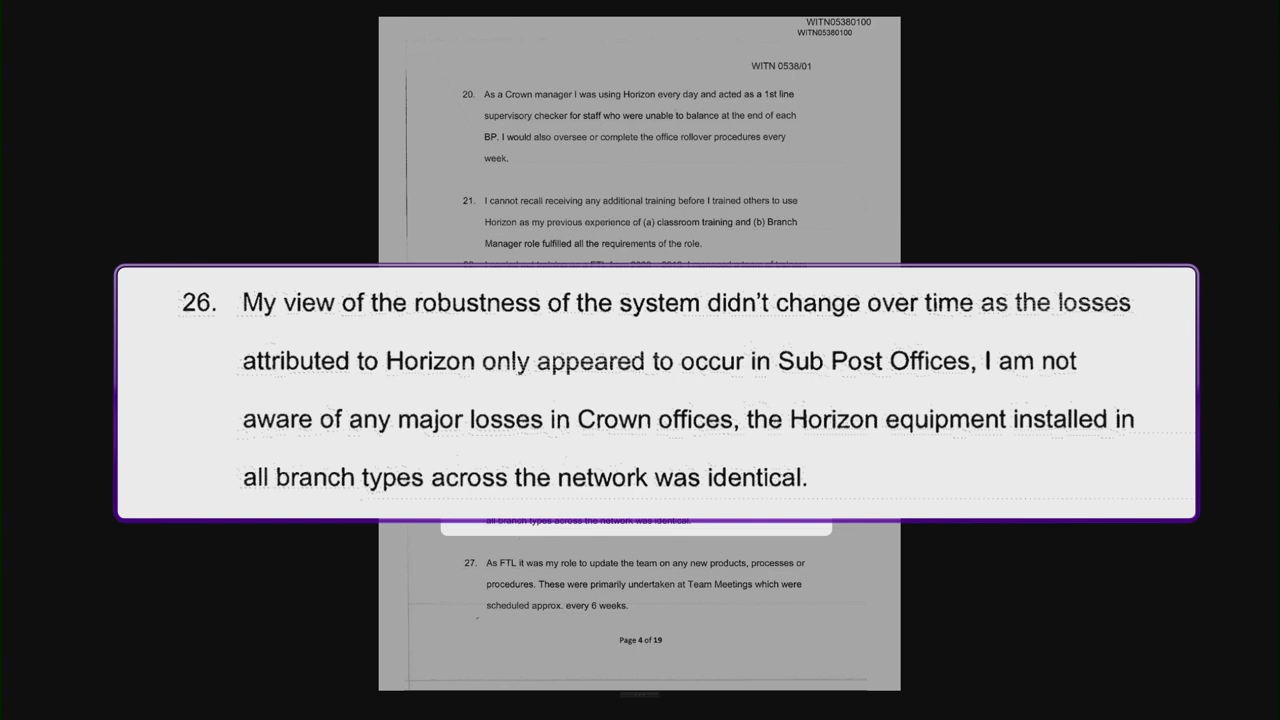 WITN05380100
WITN05380100
WITN 0538/01
20. As a Crown manager I was using Horizon every day and acted as a 1st line
supervisory checker for staff who were unable to balance at the end of each
BP. I would also oversee or complete the office rollover procedures every
week.
21. I cannot recall receiving any additional training before I trained others to use
Horizon as my previous experience of (a) classroom training and (b) Branch
Manager role fulfilled all the requirements of the role.
26. My view of the robustness of the system didn't change over time as the losses
attributed to Horizon only appeared to occur in Sub Post Offices, I am not
aware of any major losses in Crown offices, the Horizon equipment installed in
all branch types across the network was identical.
all branch types across the network was identical.
27. As FTL it was my role to update the team on any new products, processes or
procedures. These were primarily undertaken at Team Meetings which were
scheduled approx. every 6 weeks.
Page 4 of 19